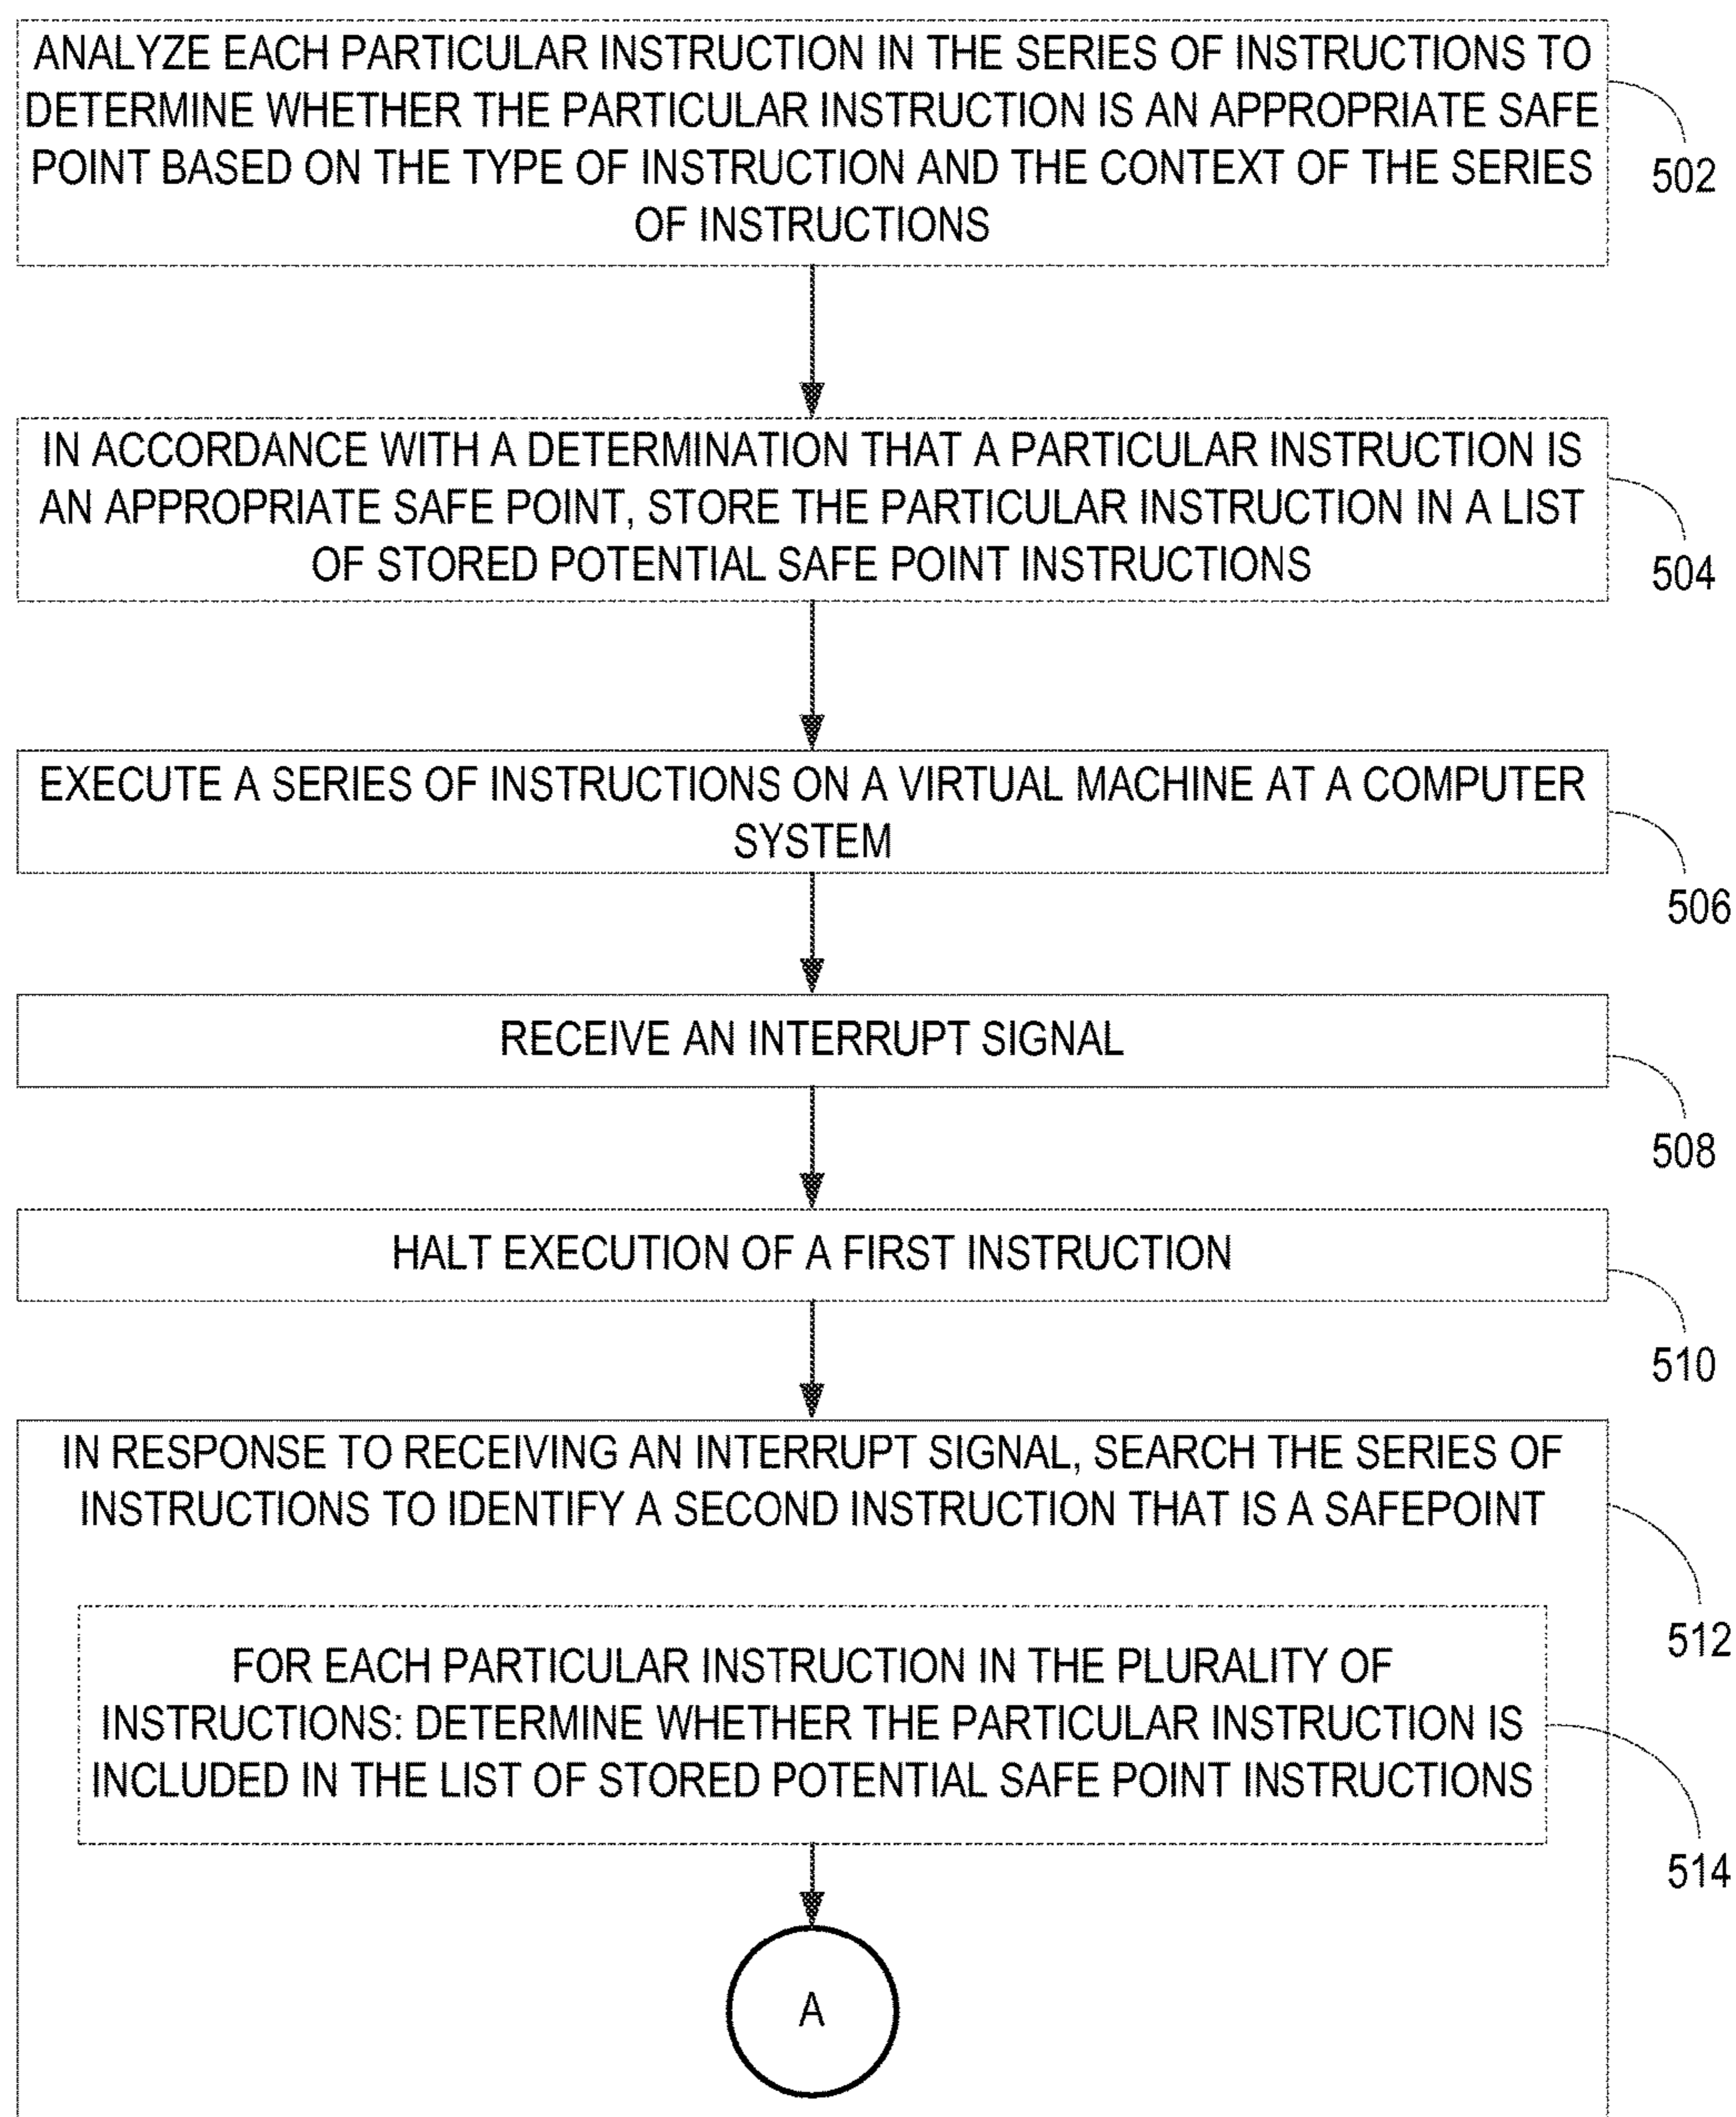 ANALYZE EACH PARTICULAR INSTRUCTION IN THE SERIES OF INSTRUCTIONS TO
DETERMINE WHETHER THE PARTICULAR INSTRUCTION IS AN APPROPRIATE SAFE
POINT BASED ON THE TYPE OF INSTRUCTION AND THE CONTEXT OF THE SERIES
OF INSTRUCTIONS
502
IN ACCORDANCE WITH A DETERMINATION THAT A PARTICULAR INSTRUCTION IS
AN APPROPRIATE SAFE POINT, STORE THE PARTICULAR INSTRUCTION IN A LIST
OF STORED POTENTIAL SAFE POINT INSTRUCTIONS
504
EXECUTE A SERIES OF INSTRUCTIONS ON A VIRTUAL MACHINE AT A COMPUTER
SYSTEM
506
RECEIVE AN INTERRUPT SIGNAL
508
HALT EXECUTION OF A FIRST INSTRUCTION
510
IN RESPONSE TO RECEIVING AN INTERRUPT SIGNAL, SEARCH THE SERIES OF
INSTRUCTIONS TO IDENTIFY A SECOND INSTRUCTION THAT IS A SAFEPOINT
512
FOR EACH PARTICULAR INSTRUCTION IN THE PLURALITY OF
INSTRUCTIONS: DETERMINE WHETHER THE PARTICULAR INSTRUCTION IS
INCLUDED IN THE LIST OF STORED POTENTIAL SAFE POINT INSTRUCTIONS
514
A